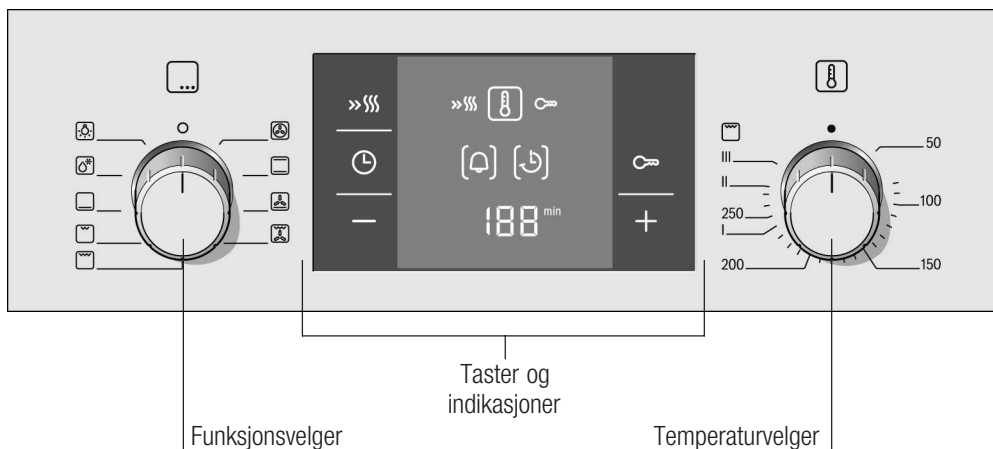 188 min
III
II
250
I
200
50
100
150
Taster og
indikasjoner
Funksjonsvelger
Temperaturvelger